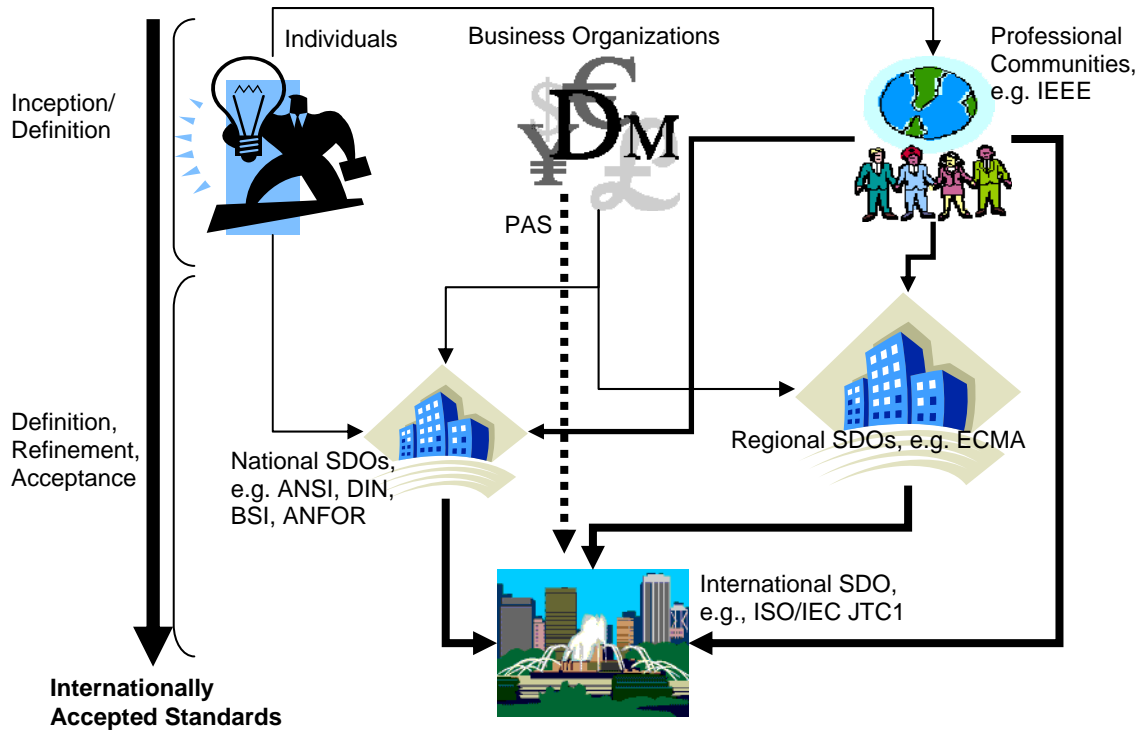 Individuals
Business Organizations
Professional
Communities,
e.g. IEEE
Inception/
Definition
$ € D M ¥ £
PAS
Definition,
Refinement,
Acceptance
National SDOs,
e.g. ANSI, DIN,
BSI, ANFOR
Regional SDOs, e.g. ECMA
International SDO,
e.g., ISO/IEC JTC1
Internationally
Accepted Standards